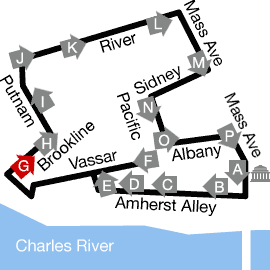 L
Mass Ave
K
River
J
M
Sidney
I
N
Pacific
Putnam
Mass Ave
H
Brookline
O
P
Albany
G
Vassar
F
A
E
D
C
B
Amherst Alley
Charles River